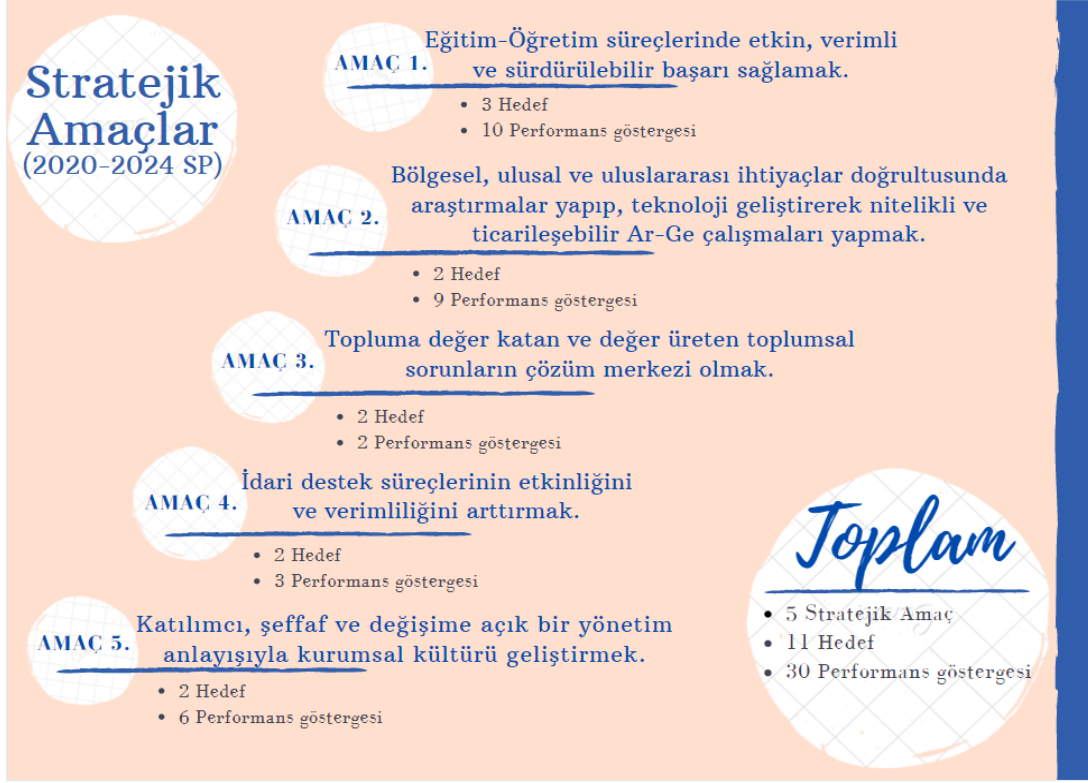 Stratejik
Amaçlar
(2020-2024 SP)
AMAÇ 1.
Eğitim-Öğretim süreçlerinde etkin, verimli
ve sürdürülebilir başarı sağlamak.
• 3 Hedef
• 10 Performans göstergesi
AMAÇ 2.
Bölgesel, ulusal ve uluslararası ihtiyaçlar doğrultusunda
araştırmalar yapıp, teknoloji geliştirerek nitelikli ve
ticarileşebilir Ar-Ge çalışmaları yapmak.
• 2 Hedef
• 9 Performans göstergesi
AMAÇ 3.
Topluma değer katan ve değer üreten toplumsal
sorunların çözüm merkezi olmak.
• 2 Hedef
• 2 Performans göstergesi
AMAÇ 4.
İdari destek süreçlerinin etkinliğini
ve verimliliğini arttırmak.
• 2 Hedef
• 3 Performans göstergesi
AMAÇ 5.
Katılımcı, şeffaf ve değişime açık bir yönetim
anlayışıyla kurumsal kültürü geliştirmek.
• 2 Hedef
• 6 Performans göstergesi
Toplam
• 5 Stratejik Amaç
• 11 Hedef
• 30 Performans göstergesi